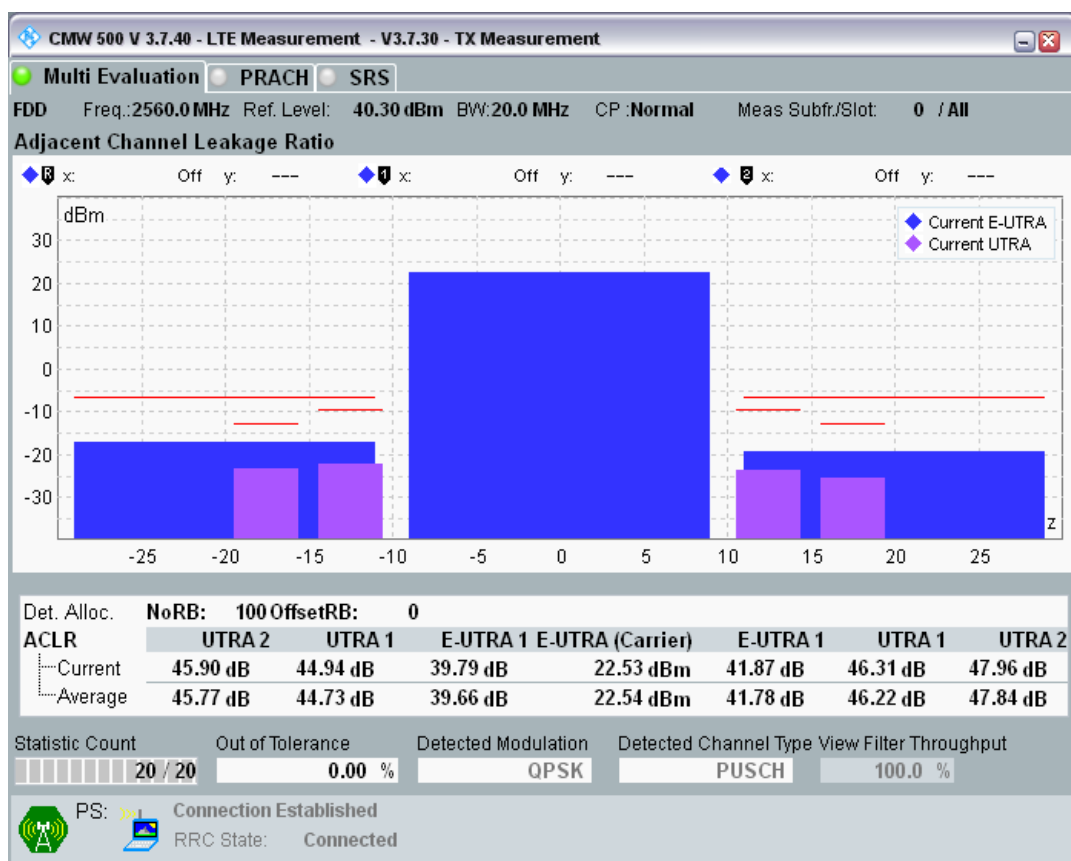 CMW 500 V 3.7.40 - LTE Measurement - V3.7.30 - TX Measurement
Multi Evaluation PRACH SRS
FDD Freq.:2560.0 MHz Ref. Level: 40.30 dBm BW:20.0 MHz CP :Normal Meas Subfr./Slot: 0 / All
Adjacent Channel Leakage Ratio
R x: Off y: --- 1 x: Off y: --- 2 x: Off y: ---
dBm
Current E-UTRA
Current UTRA
30
20
10
0
-10
-20
-30
z
-25 -20 -15 -10 -5 0 5 10 15 20 25
Det. Alloc. NoRB: 100 OffsetRB: 0
ACLR UTRA 2 UTRA 1 E-UTRA 1 E-UTRA (Carrier) E-UTRA 1 UTRA 1 UTRA 2
Current 45.90 dB 44.94 dB 39.79 dB 22.53 dBm 41.87 dB 46.31 dB 47.96 dB
Average 45.77 dB 44.73 dB 39.66 dB 22.54 dBm 41.78 dB 46.22 dB 47.84 dB
Statistic Count Out of Tolerance Detected Modulation Detected Channel Type View Filter Throughput
20 / 20 0.00 % QPSK PUSCH 100.0 %
PS: Connection Established
RRC State: Connected